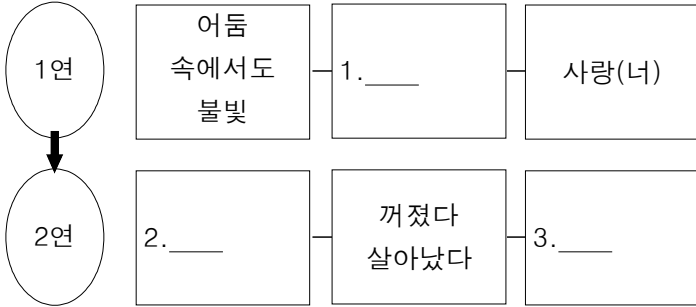 1연
어둠
속에서도
불빛
1.____
사랑(너)
2연
2.____
꺼졌다
살아났다
3.____